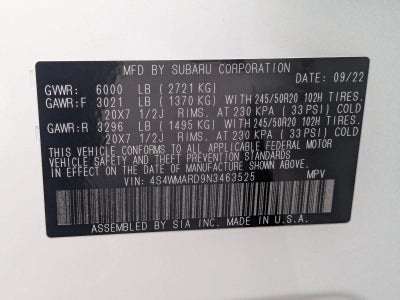 MFD BY SUBARU CORPORATION
GVWR: 6000 LB ( 2721 KG) DATE: 09/22
GAWR:F 3021 LB ( 1370 KG) WITH 245/50R20 102H TIRES.
20X7 1/2J RIMS. AT 230 KPA ( 33 PSI) COLD
GAWR:R 3296 LB ( 1495 KG) WITH 245/50R20 102H TIRES.
20X7 1/2J RIMS. AT 230 KPA ( 33 PSI) COLD
THIS VEHICLE CONFORMS TO ALL APPLICABLE FEDERAL MOTOR
VEHICLE SAFETY, BUMPER, AND THEFT PREVENTION STANDARDS
IN EFFECT ON THE DATE OF MANUFACTURE SHOWN ABOVE.
VIN: 4S4WMARD9N3463525 MPV
ASSEMBLED BY SIA INC. MADE IN U.S.A.